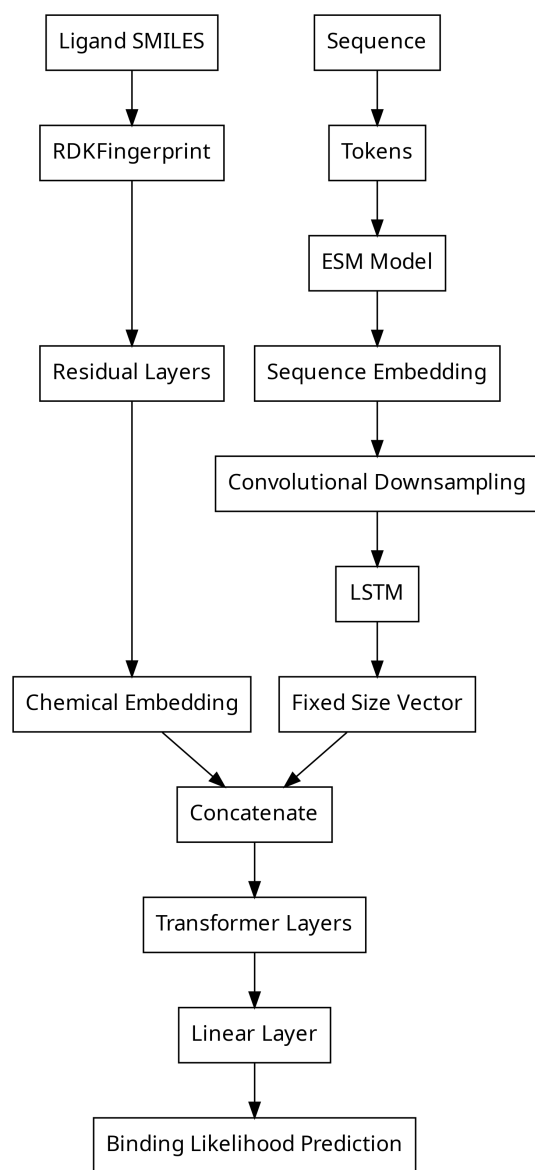 Ligand SMILES
Sequence
RDKFingerprint
Tokens
ESM Model
Residual Layers
Sequence Embedding
Convolutional Downsampling
LSTM
Chemical Embedding
Fixed Size Vector
Concatenate
Transformer Layers
Linear Layer
Binding Likelihood Prediction